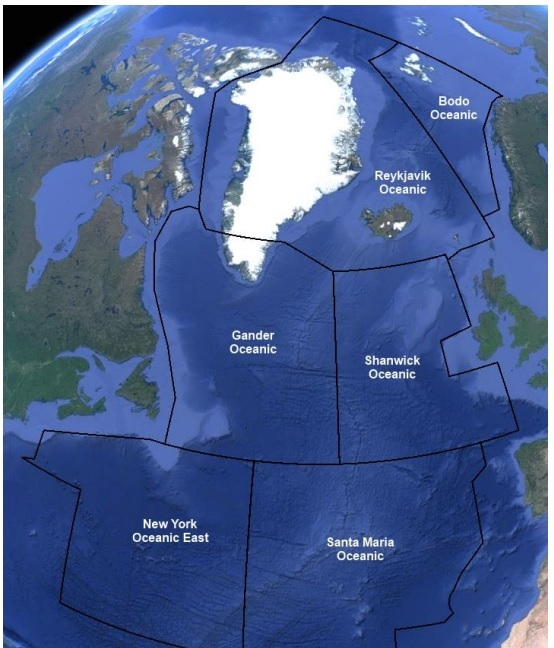 Bodo
Oceanic
Reykjavik
Oceanic
Gander
Oceanic
Shanwick
Oceanic
New York
Oceanic East
Santa Maria
Oceanic